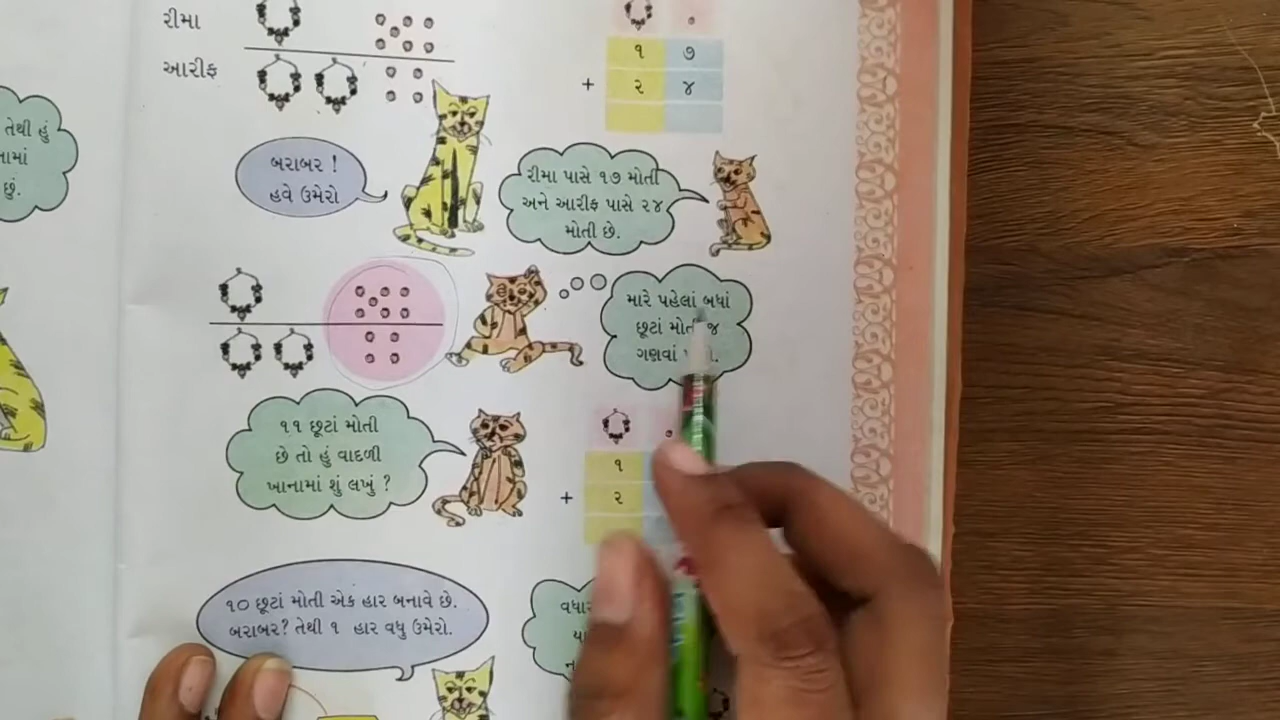 રીમા
આરીફ
૧ ૭
+ ૨ ૪
તેથી હું
નામાં
છું.
બરાબર !
હવે ઉમેરો
રીમા પાસે ૧૭ મોતી
અને આરીફ પાસે ૨૪
મોતી છે.
મારે પહેલાં બધાં
છૂટાં મોતી જ
ગણવાં
૧૧ છૂટાં મોતી
છે તો હું વાદળી
ખાનામાં શું લખું ?
૧
+ ૨
૧૦ છૂટાં મોતી એક હાર બનાવે છે.
બરાબર? તેથી ૧ હાર વધુ ઉમેરો.